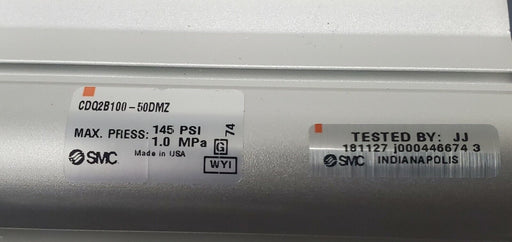 CDQ2B100-50DMZ
MAX. PRESS: 145 PSI
1.0 MPa
G 74
SMC Made in USA
WYI
TESTED BY: JJ
181127 j000446674 3
SMC INDIANAPOLIS